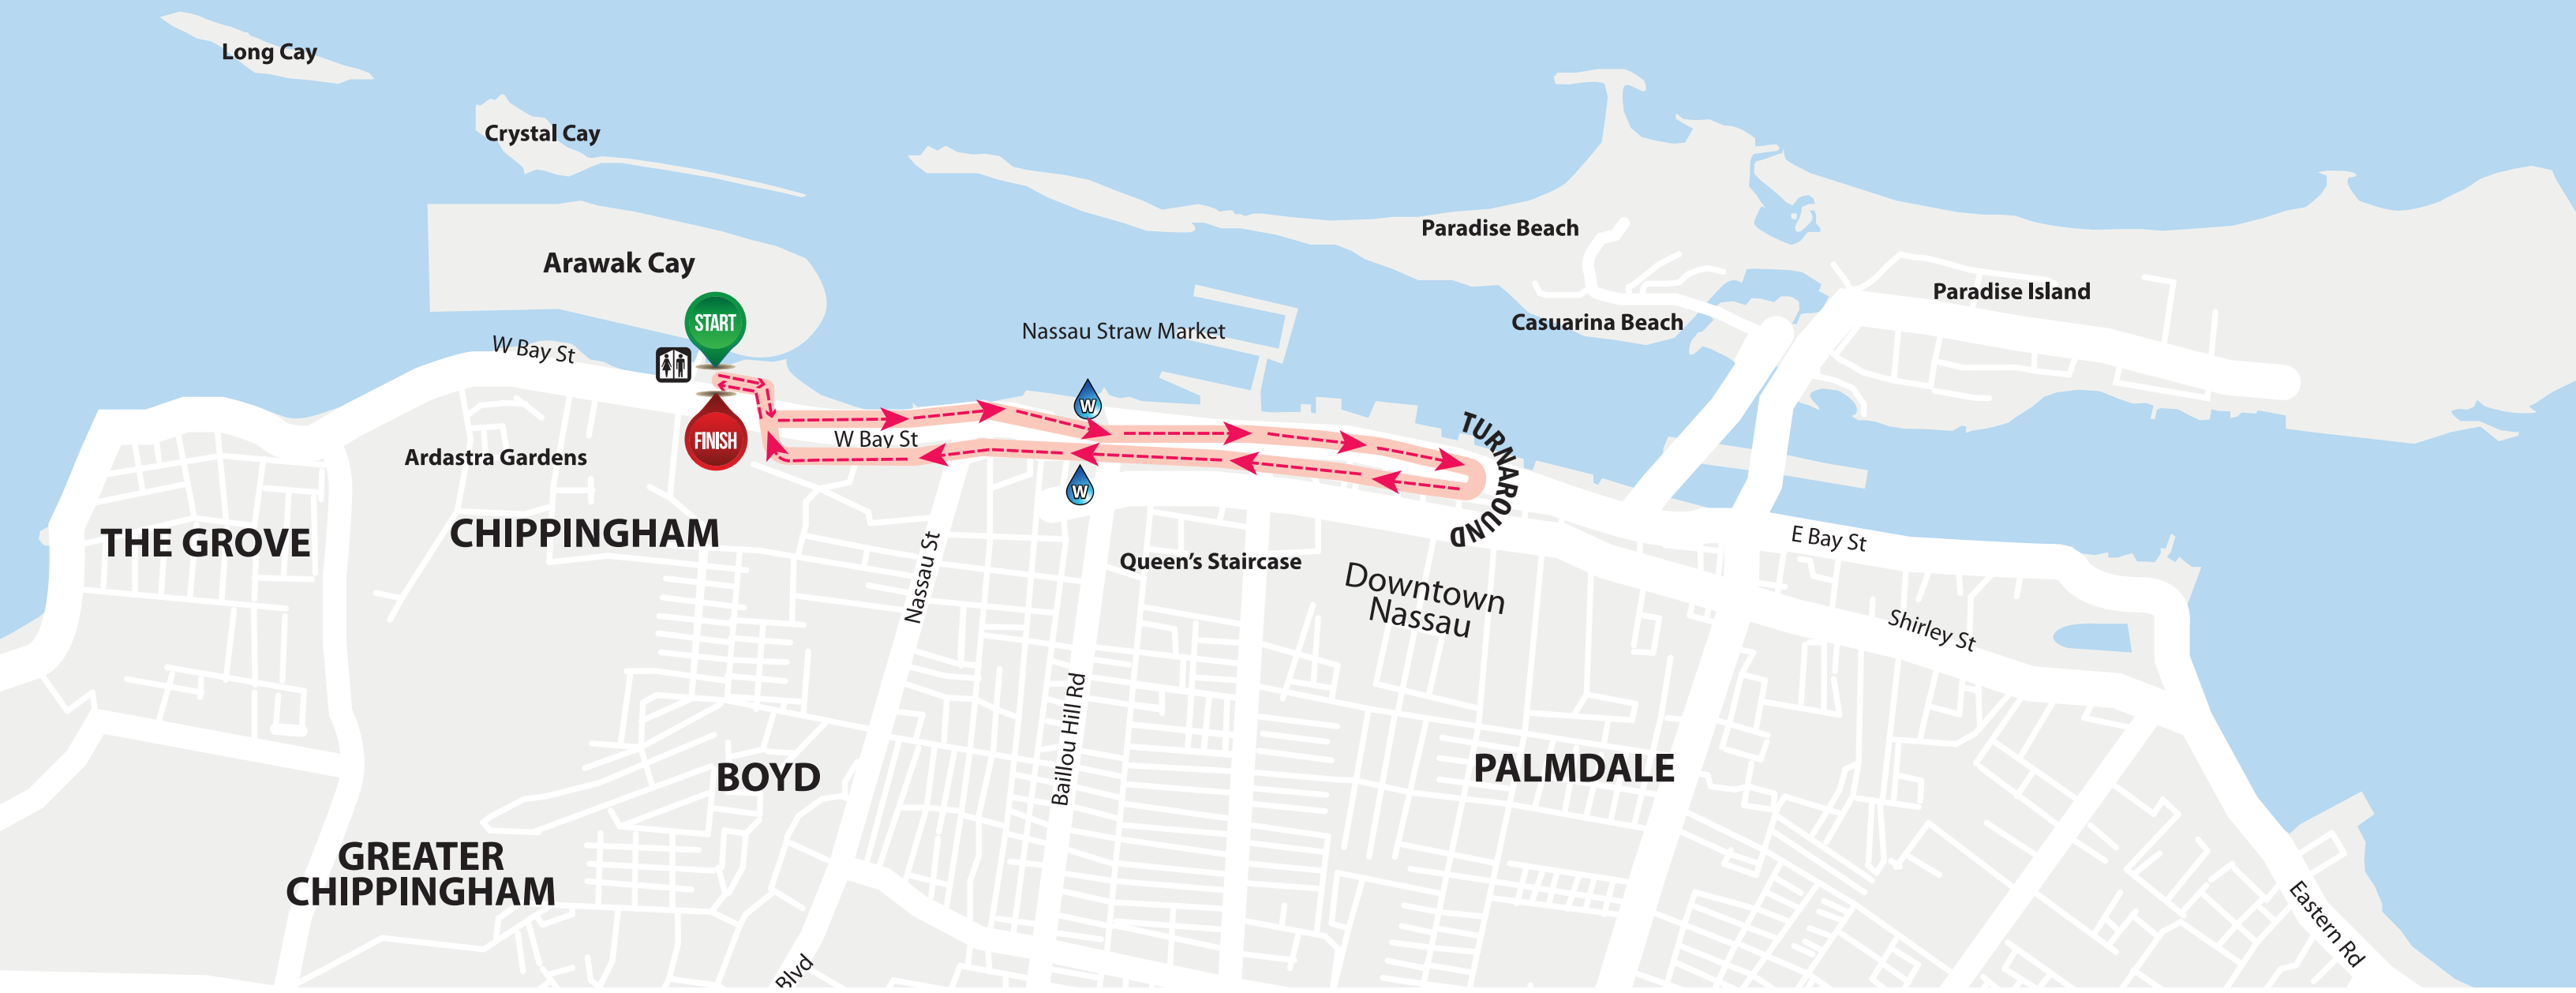 Long Cay
Crystal Cay
Paradise Beach
Arawak Cay
Paradise Island
START
Casuarina Beach
Nassau Straw Market
W Bay St
W
FINISH
W Bay St
TURNAROUND
Ardastra Gardens
W
CHIPPINGHAM
THE GROVE
E Bay St
Queen's Staircase
Nassau St
Downtown
Nassau
Shirley St
Baillou Hill Rd
BOYD
PALMDALE
GREATER
CHIPPINGHAM
Eastern Rd
Blvd